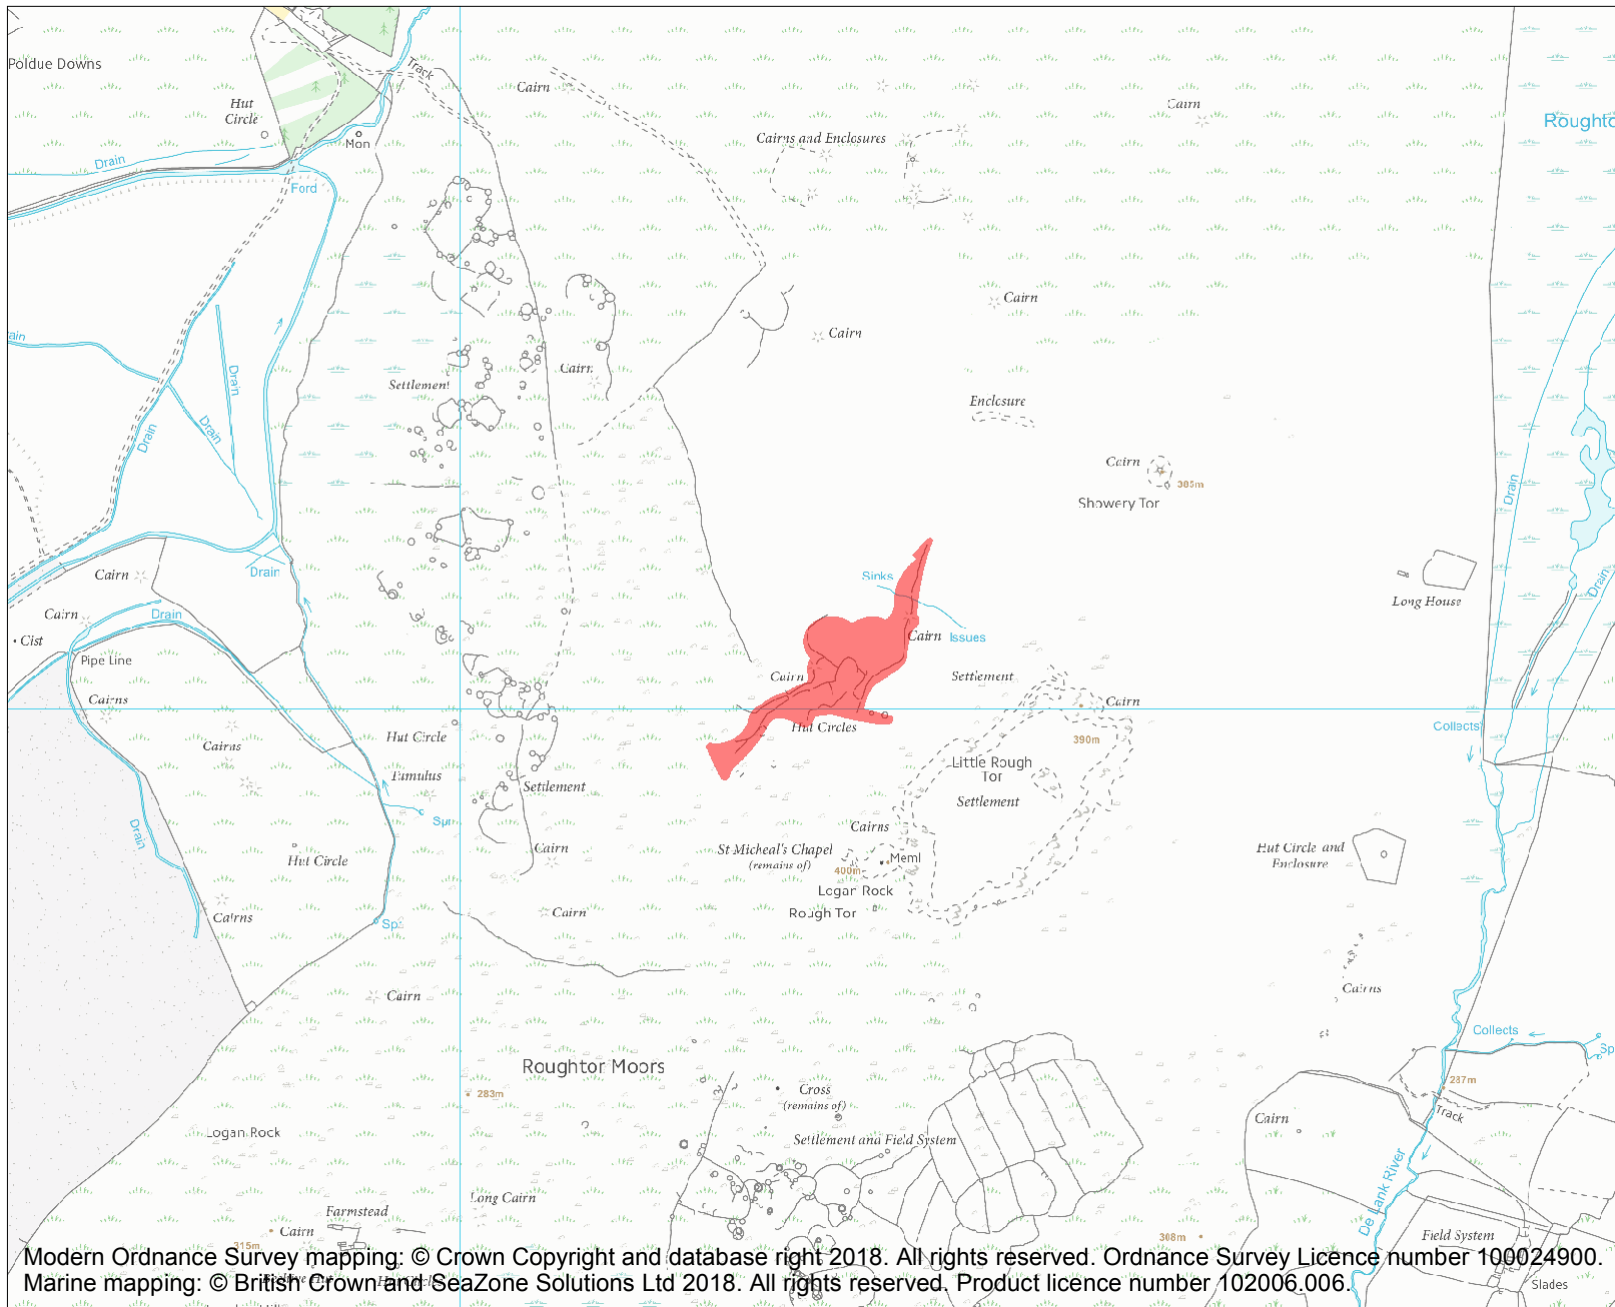 Poldue Downs
Track
Cairn
Cairn
Hut
Circle
Mon
Cairns and Enclosures
Drain
Ford
Cairn
Cairn
Drain
Drain
Drain
Settlement
Cairn
Enclosure
Cairn
385m
Showery Tor
Drain
Drain
Cairn
Drain
Sinks
Long House
Drain
Cairn
Cist
Pipe Line
Cairn
Issues
Cairn
Settlement
Cairns
Cairn
Collects
Hut Circle
Hut Circles
390m
Cairns
Tumulus
Little Rough
Tor
Settlement
Settlement
Drain
Cairns
St Micheal's Chapel
(remains of)
Meml
400m
Hut Circle
Cairn
Logan Rock
Hut Circle and
Enclosure
Cairns
Sp
Cairn
Rough Tor
Cairn
Cairns
Collects
Roughtor Moors
283m
Cross
(remains of)
287m
Track
Cairn
Logan Rock
Settlement and Field System
De Lank River
Long Cairn
Farmstead
Cairn
315m
368m
Field System
Modern Ordnance Survey mapping: © Crown Copyright and database right 2018. All rights reserved. Ordnance Survey Licence number 100024900.
Marine mapping: © British Crown and SeaZone Solutions Ltd 2018. All rights reserved. Product licence number 102006.006.
Slades